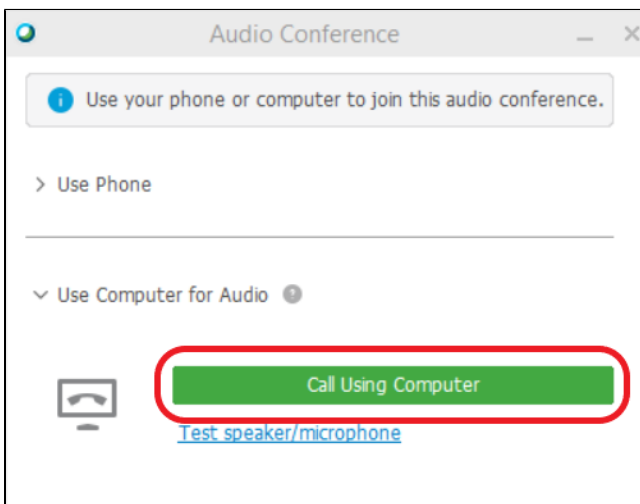 Audio Conference
Use your phone or computer to join this audio conference.
Use Phone
Use Computer for Audio
Call Using Computer
Test speaker/microphone